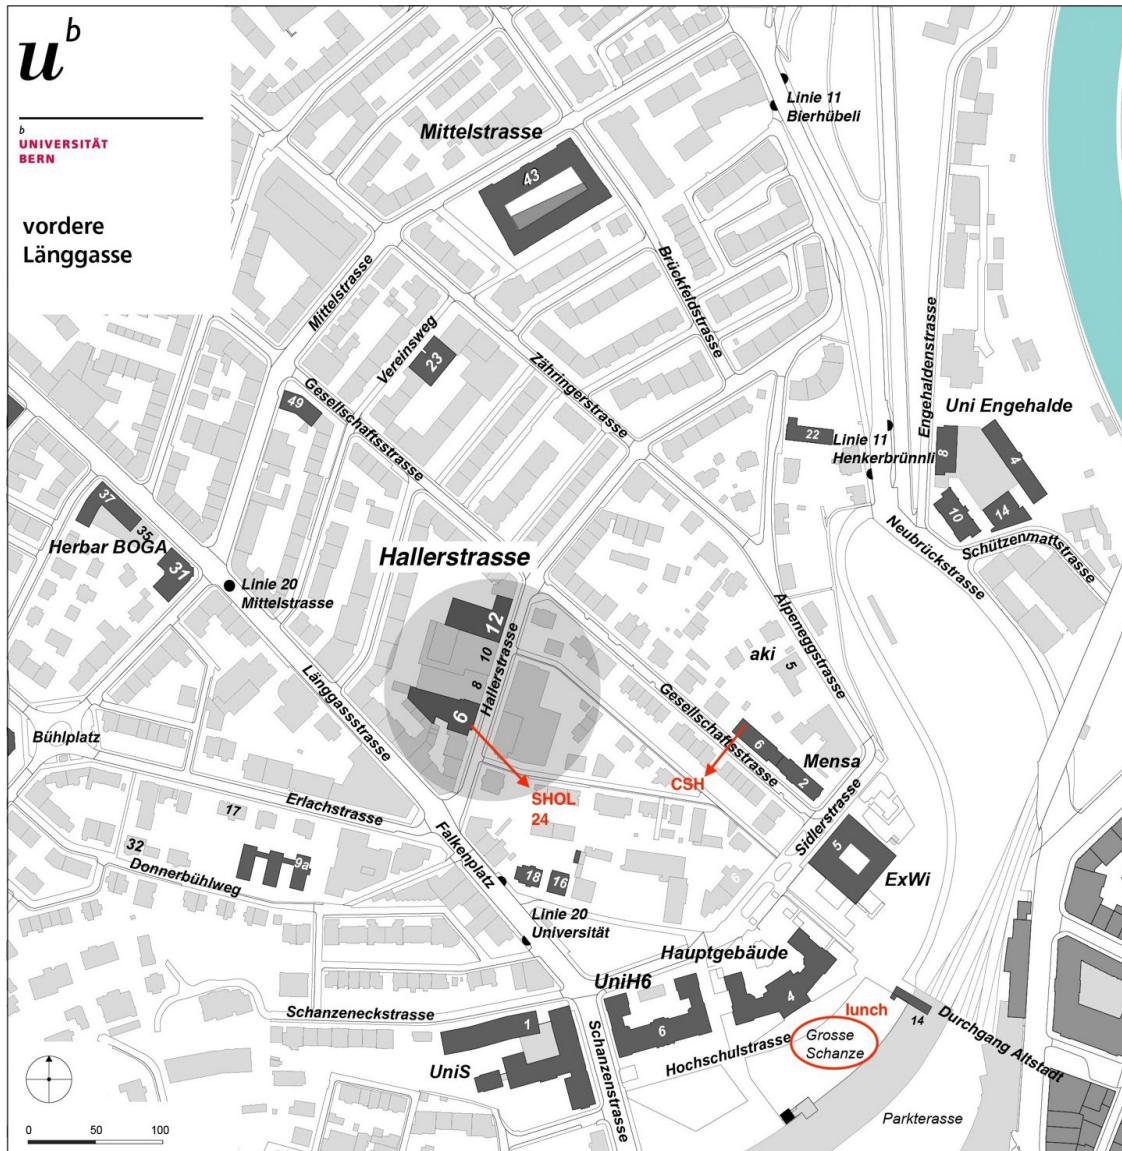 u^b
b
UNIVERSITÄT
BERN
vordere
Länggasse
Mittelstrasse
43
Linie 11
Bierhübeli
Mittelstrasse
Vereinsweg
23
Brückfeldstrasse
Zähringerstrasse
Engehaldenstrasse
Gesellschaftsstrasse
49
Uni Engehalde
22
Linie 11
Henkerbrünnli
8
4
10
14
Neubrückstrasse
Schützenmattstrasse
37
35
31
Herbar BOGA
Linie 20
Mittelstrasse
Hallerstrasse
12
10
8
6
Hallerstrasse
Alpeneggstrasse
aki
5
Gesellschaftsstrasse
6
2
Mensa
CSH
SHOL
24
Länggassstrasse
Bühlplatz
Erlachstrasse
17
32
Donnerbühlweg
9a
Falkenplatz
18
16
6
Sidlerstrasse
5
ExWi
Linie 20
Universität
Hauptgebäude
4
UniH6
6
Schanzeneckstrasse
1
UniS
Schanzenstrasse
Hochschulstrasse
lunch
Grosse
Schanze
14
Durchgang Altstadt
Parkterasse
0
50
100